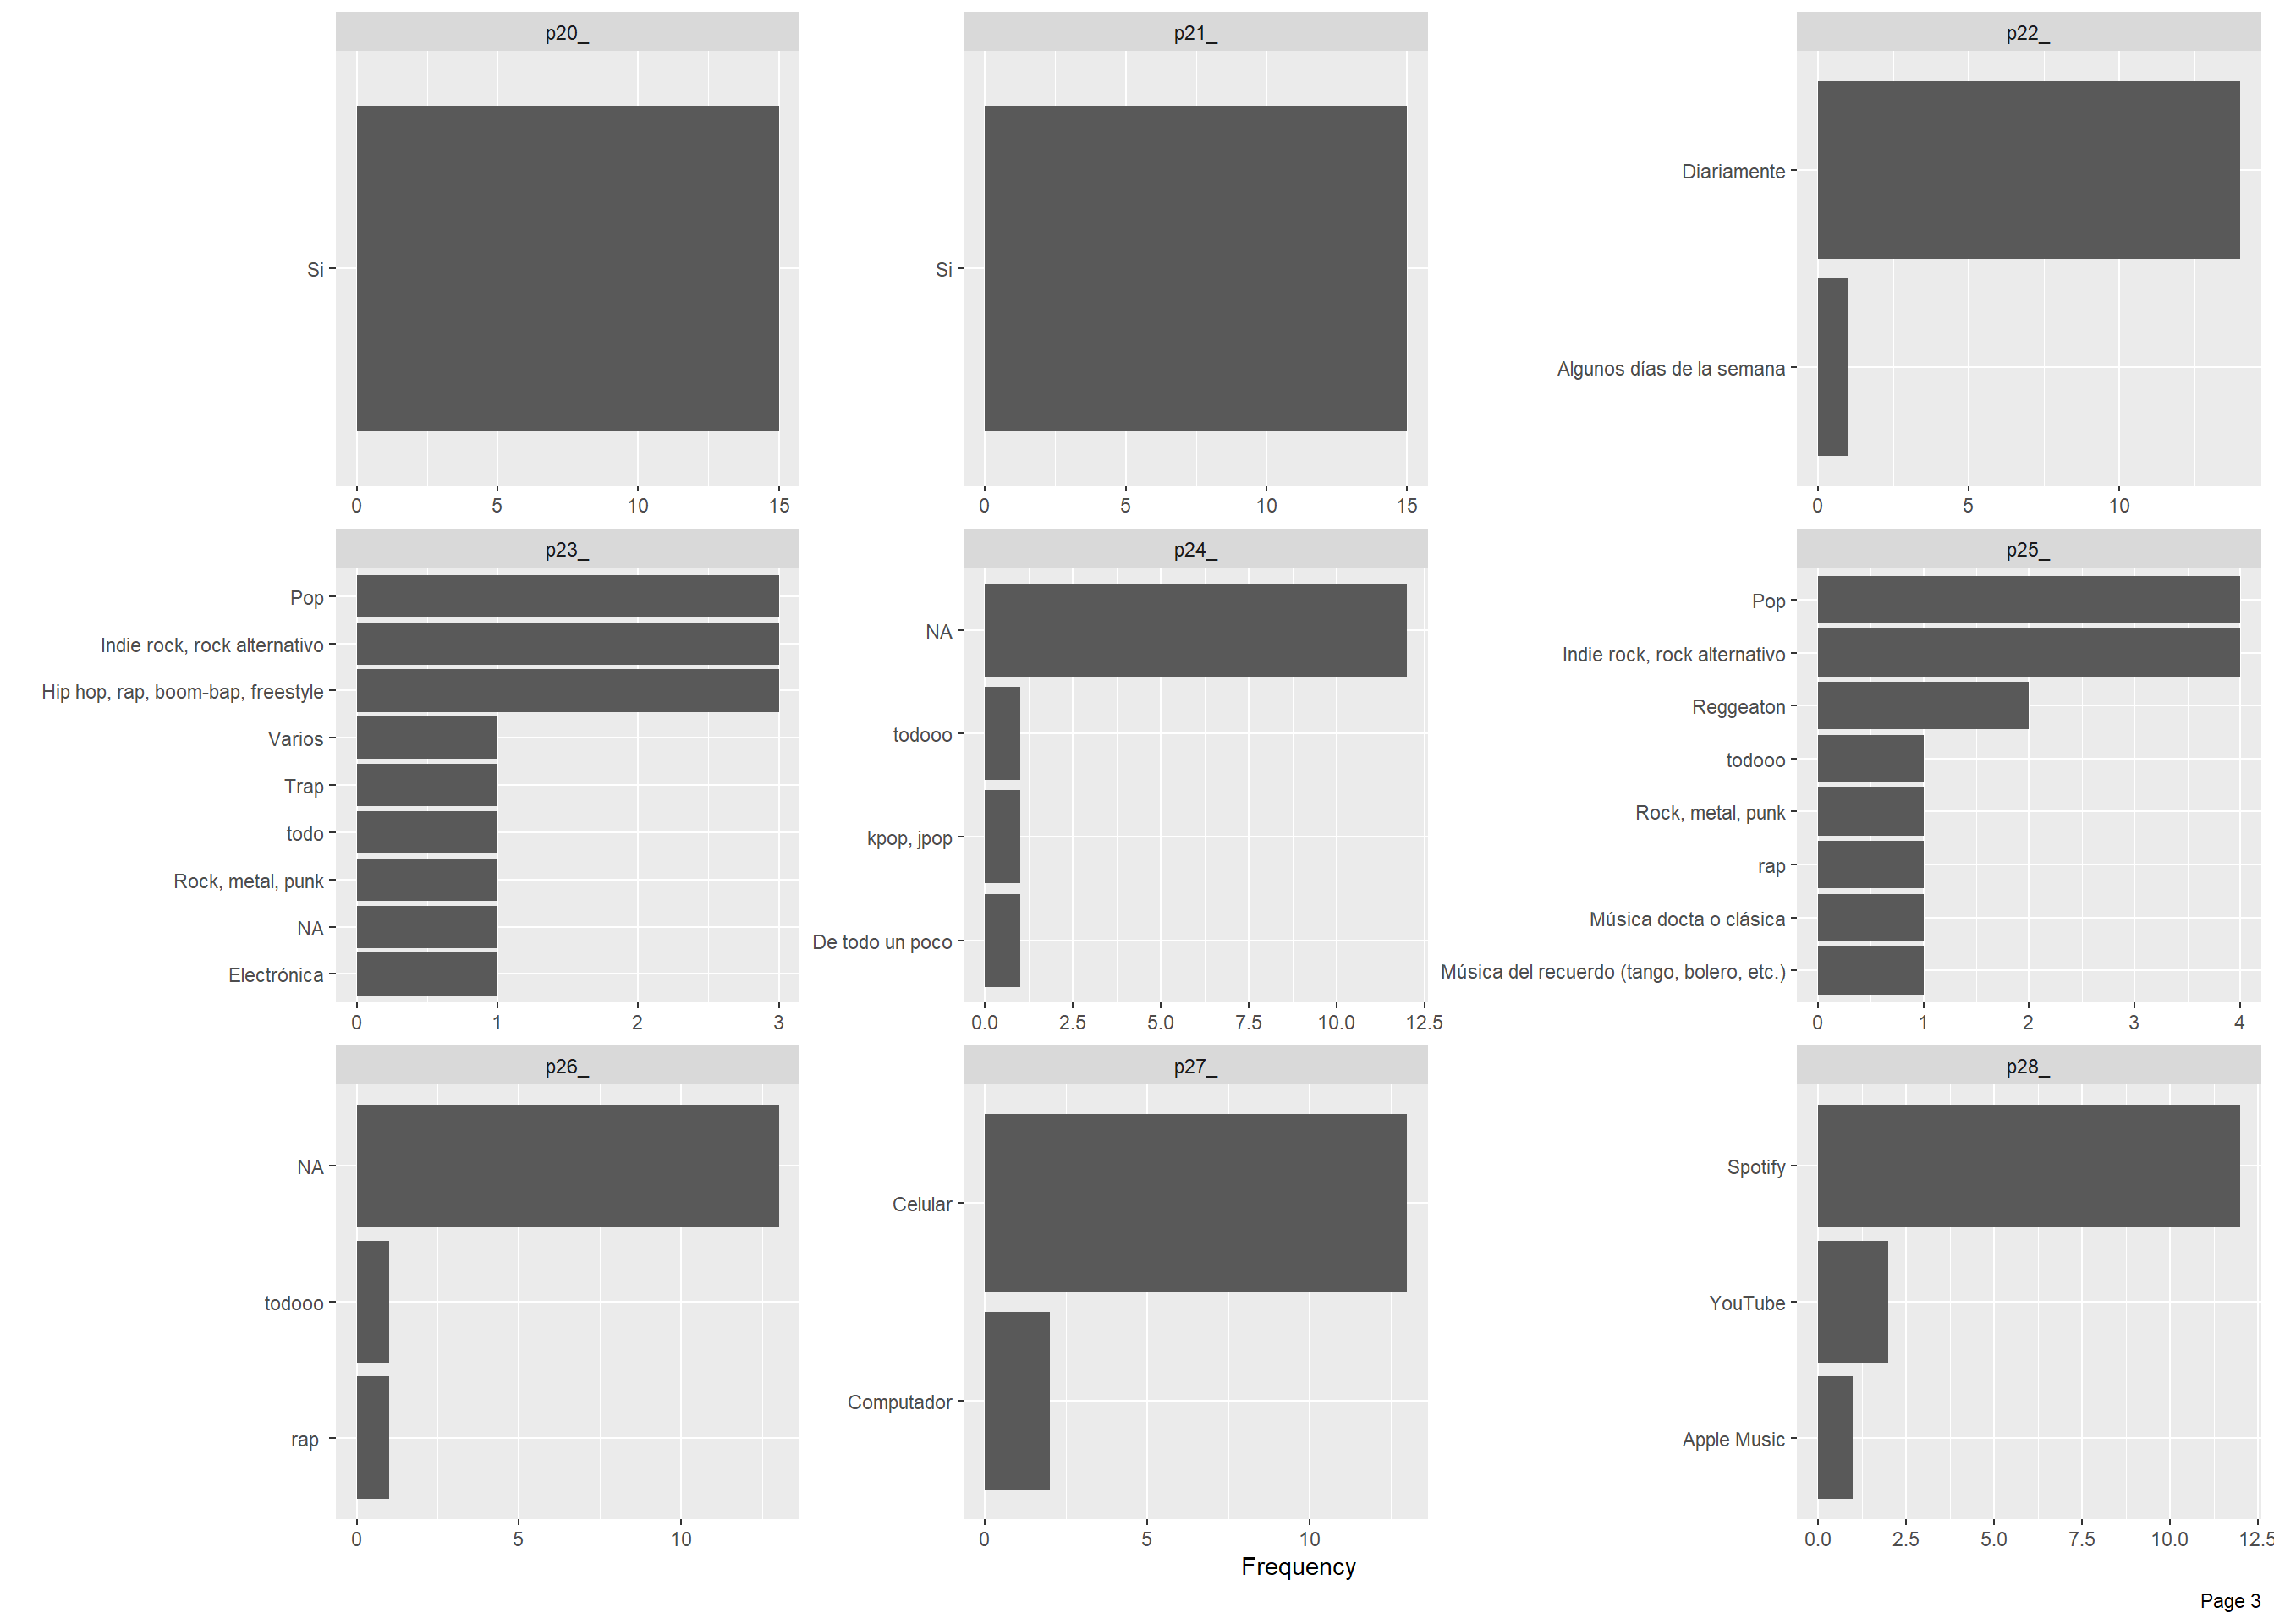 p20_
p21_
p22_
Si
Si
Diariamente
Algunos días de la semana
0 5 10 15
0 5 10 15
0 5 10
p23_
p24_
p25_
Pop
Indie rock, rock alternativo
Hip hop, rap, boom-bap, freestyle
Varios
Trap
todo
Rock, metal, punk
NA
Electrónica
0 1 2 3
NA
todooo
kpop, jpop
De todo un poco
0.0 2.5 5.0 7.5 10.0 12.5
Pop
Indie rock, rock alternativo
Reggeaton
todooo
Rock, metal, punk
rap
Música docta o clásica
Música del recuerdo (tango, bolero, etc.)
0 1 2 3 4
p26_
p27_
p28_
NA
todooo
rap
0 5 10
Celular
Computador
0 5 10
Spotify
YouTube
Apple Music
0.0 2.5 5.0 7.5 10.0 12.5
Frequency
Page 3